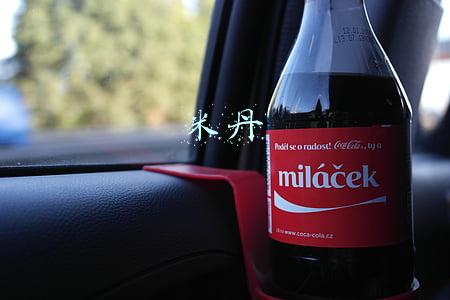 米 丹
Poděl se o radost! Coca-Cola, ty a
miláček
www.coca-cola.cz